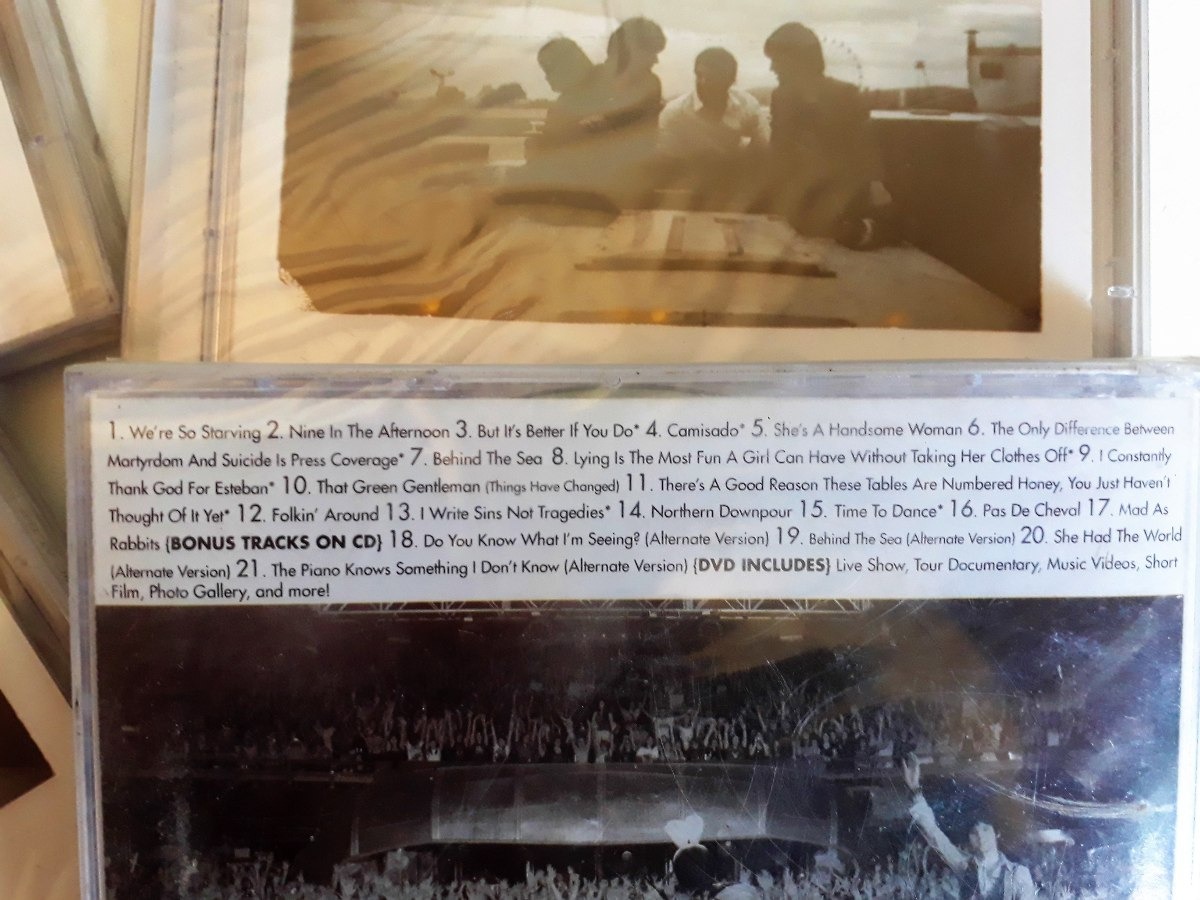 1. We're So Starving 2. Nine In The Afternoon 3. But It's Better If You Do* 4. Camisado* 5. She's A Handsome Woman 6. The Only Difference Between
Martyrdom And Suicide Is Press Coverage* 7. Behind The Sea 8. Lying Is The Most Fun A Girl Can Have Without Taking Her Clothes Off* 9. I Constantly
Thank God For Esteban* 10. That Green Gentleman (Things Have Changed) 11. There's A Good Reason These Tables Are Numbered Honey, You Just Haven't
Thought Of It Yet* 12. Folkin' Around 13. I Write Sins Not Tragedies* 14. Northern Downpour 15. Time To Dance* 16. Pas De Cheval 17. Mad As
Rabbits {BONUS TRACKS ON CD} 18. Do You Know What I'm Seeing? (Alternate Version) 19. Behind The Sea (Alternate Version) 20. She Had The World
(Alternate Version) 21. The Piano Knows Something I Don't Know (Alternate Version) {DVD INCLUDES} Live Show, Tour Documentary, Music Videos, Short
Film, Photo Gallery, and more!